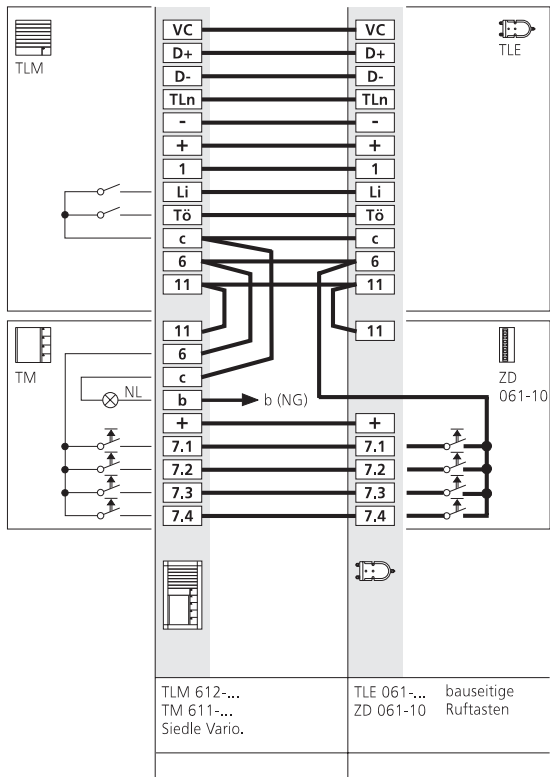 VC VC
TLM TLE
D+ D+
D- D-
TLn TLn
- -
+ +
1 1
Li Li
Tö Tö
c c
6 6
11 11
11 11
TM ZD
061-10
6
c
NL b b (NG)
+ +
7.1 7.1
7.2 7.2
7.3 7.3
7.4 7.4
TLM 612-...
TM 611-...
Siedle Vario.
TLE 061-... bauseitige
ZD 061-10 Ruftasten